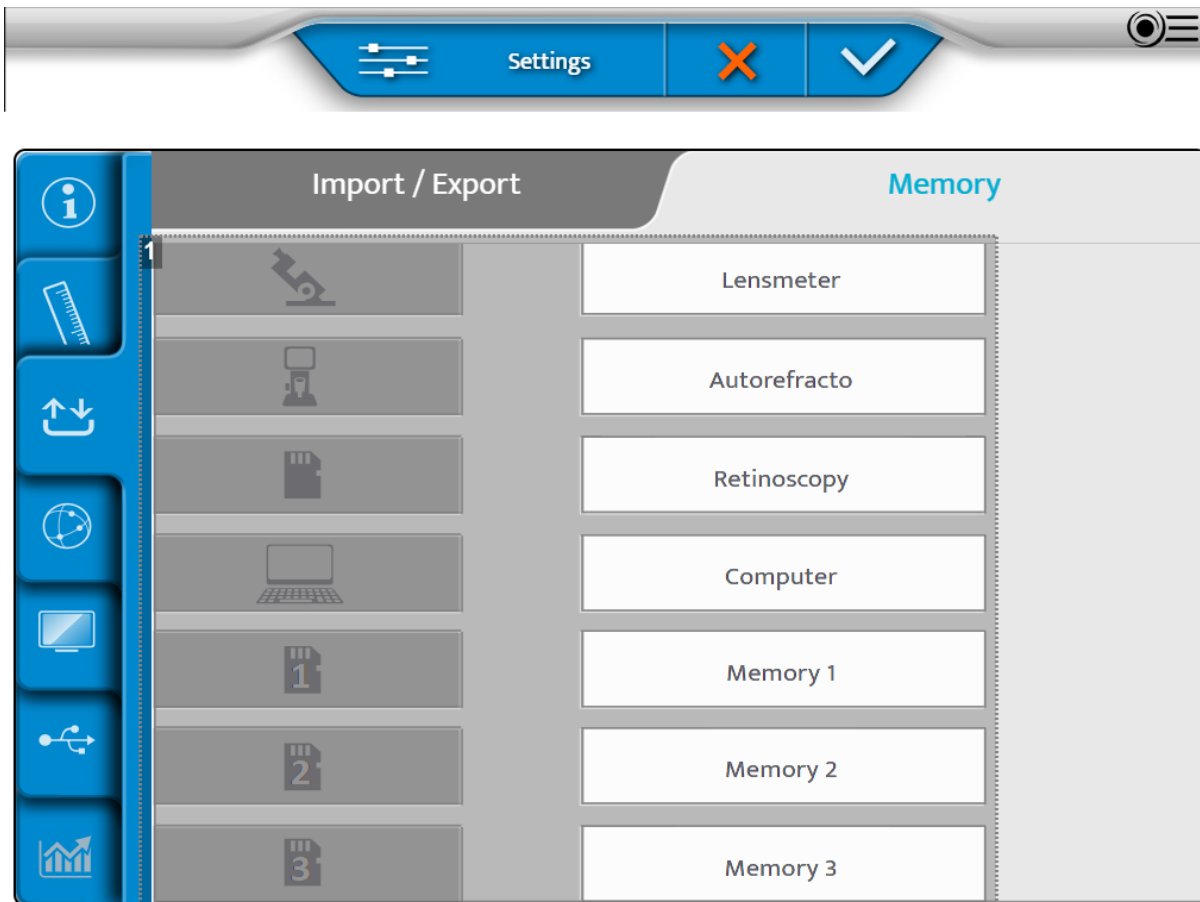 Settings
Import / Export
Memory
1
Lensmeter
Autorefracto
Retinoscopy
Computer
1
Memory 1
2
Memory 2
3
Memory 3